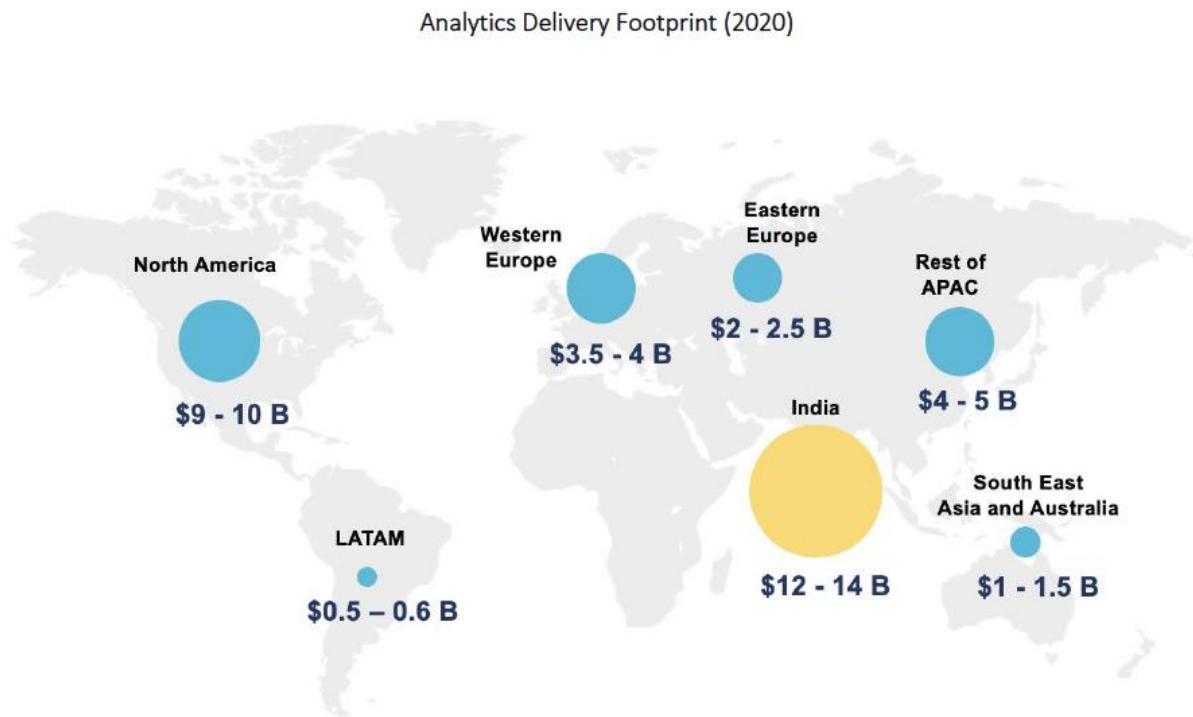 Analytics Delivery Footprint (2020)
North America
$9 - 10 B
Western
Europe
$3.5 - 4 B
Eastern
Europe
$2 - 2.5 B
Rest of
APAC
$4 - 5 B
India
$12 - 14 B
South East
Asia and Australia
$1 - 1.5 B
LATAM
$0.5 – 0.6 B